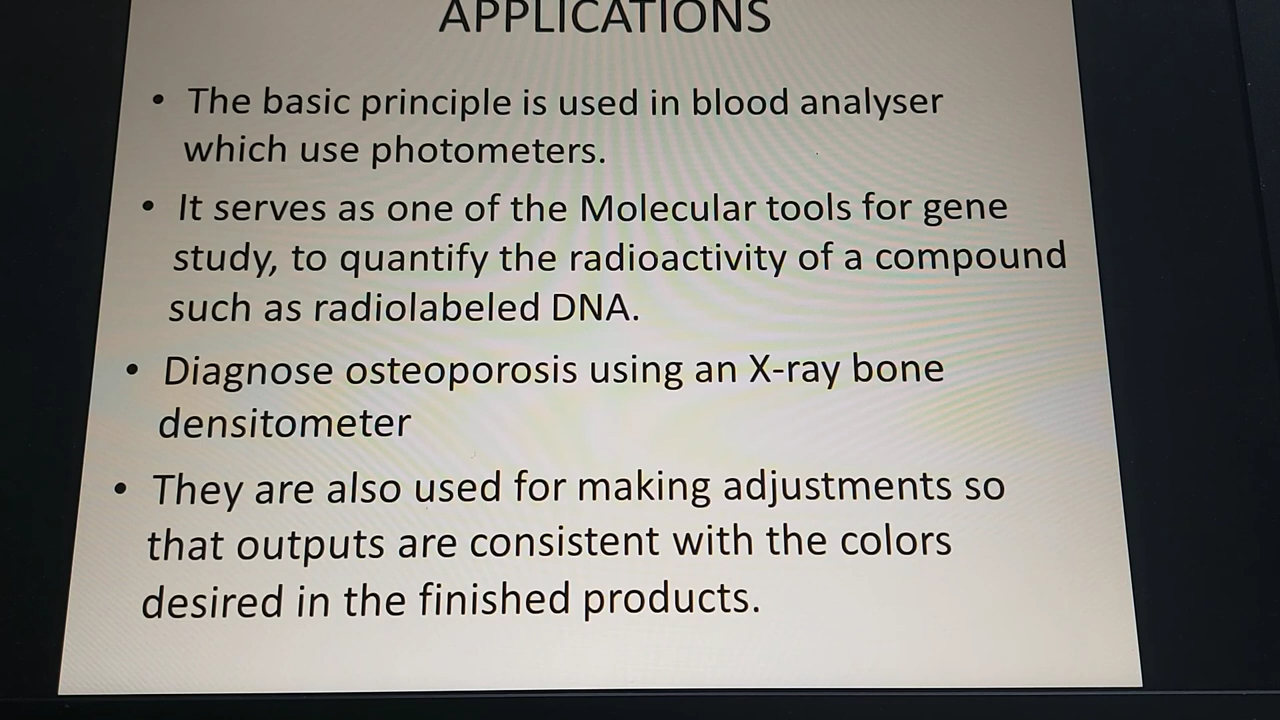 APPLICATIONS
• The basic principle is used in blood analyser
which use photometers.
• It serves as one of the Molecular tools for gene
study, to quantify the radioactivity of a compound
such as radiolabeled DNA.
• Diagnose osteoporosis using an X-ray bone
densitometer
• They are also used for making adjustments so
that outputs are consistent with the colors
desired in the finished products.